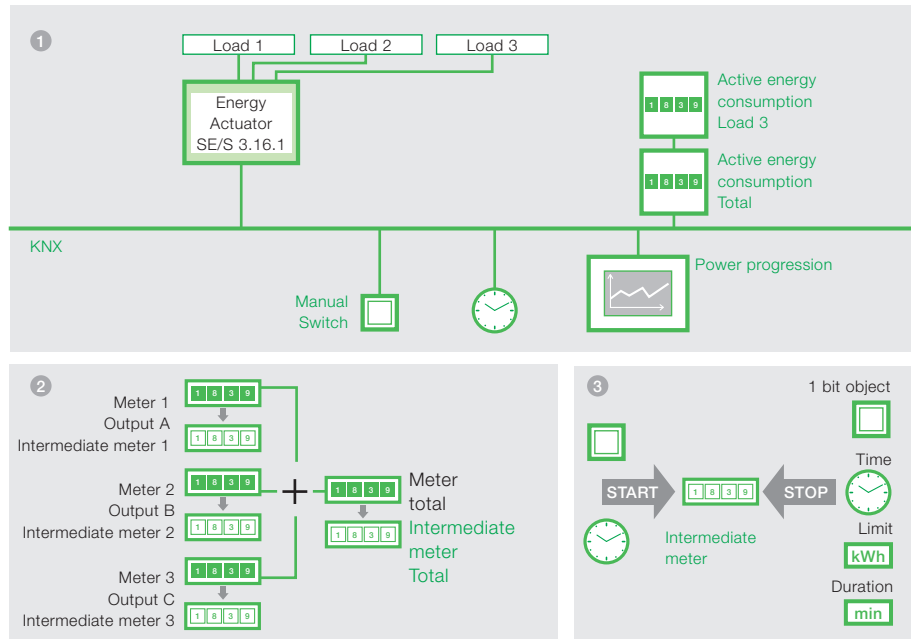 1
Load 1
Load 2
Load 3
Energy
Actuator
SE/S 3.16.1
1 8 3 9
Active energy
consumption
Load 3
1 8 3 9
Active energy
consumption
Total
KNX
Manual
Switch
Power progression
2
Meter 1
1 8 3 9
Output A
Intermediate meter 1
1 8 3 9
Meter 2
1 8 3 9
Output B
Intermediate meter 2
1 8 3 9
Meter 3
1 8 3 9
Output C
Intermediate meter 3
1 8 3 9
+
1 8 3 9
Meter
total
1 8 3 9
Intermediate
meter
Total
3
1 bit object
START
1 8 3 9
STOP
Intermediate
meter
Time
Limit
kWh
Duration
min